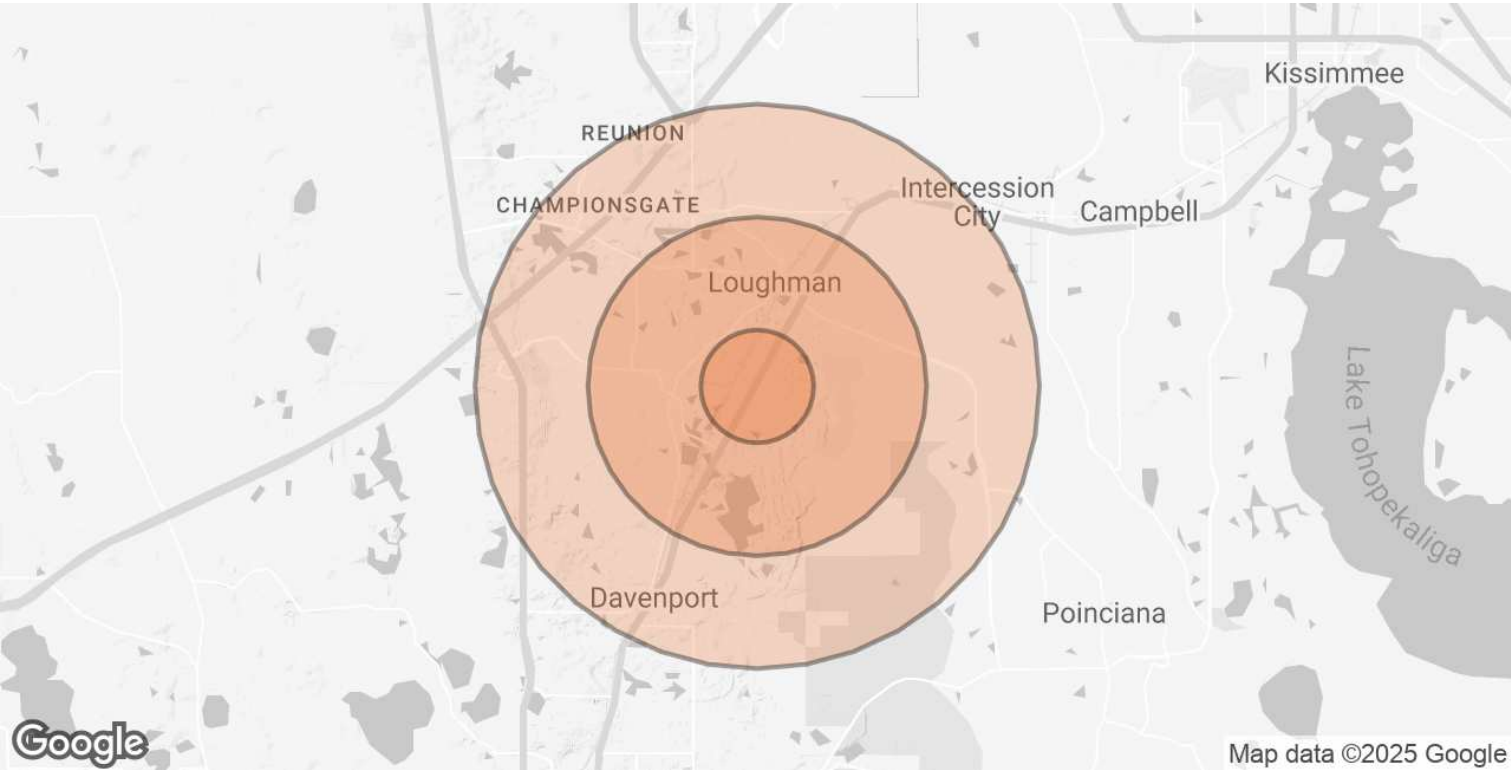 Kissimmee
REUNION
Intercession
City
CHAMPIONSGATE
Campbell
Loughman
Lake Tohopekaliga
Davenport
Poinciana
Google
Map data ©2025 Google